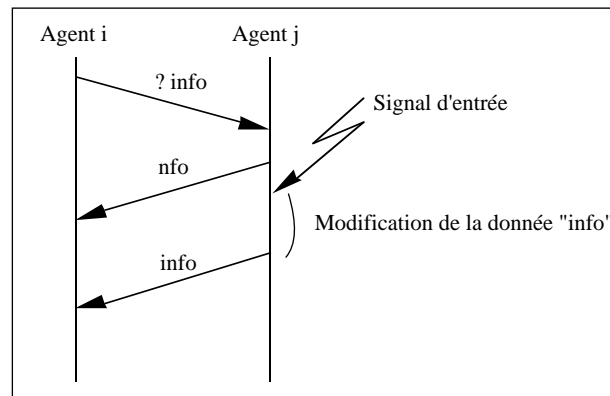 Agent i
Agent j
? info
Signal d'entrée
nfo
Modification de la donnée "info"
info